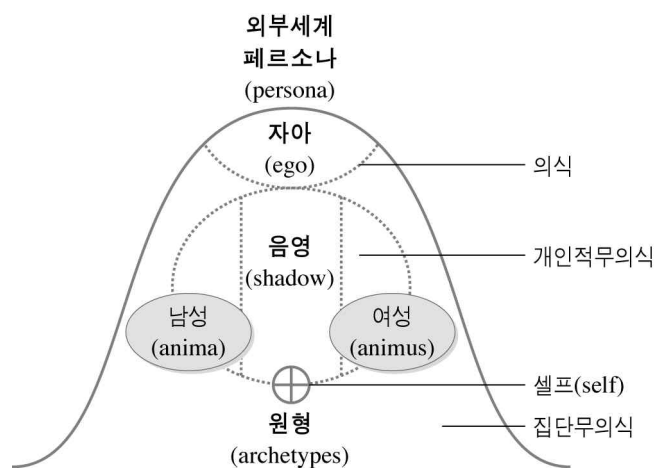 외부세계
페르소나
(persona)
자아
(ego)
의식
음영
(shadow)
개인적무의식
남성
(anima)
여성
(animus)
셀프(self)
원형
(archetypes)
집단무의식